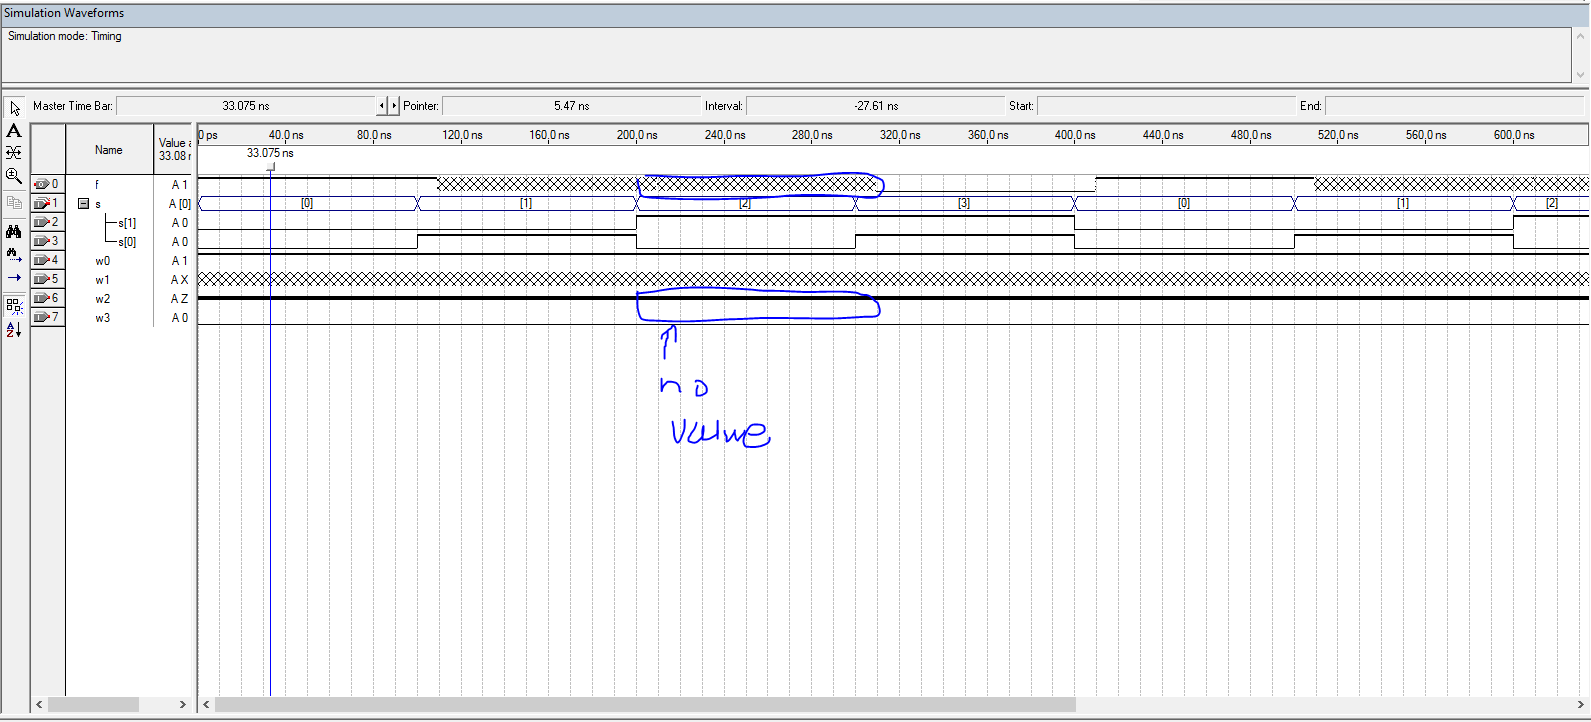 Simulation Waveforms
Simulation mode: Timing
Master Time Bar: 33.075 ns Pointer: 5.47 ns Interval: -27.61 ns Start: End:
Name Value a 33.08 r 0 ps 40.0 ns 80.0 ns 120.0 ns 160.0 ns 200.0 ns 240.0 ns 280.0 ns 320.0 ns 360.0 ns 400.0 ns 440.0 ns 480.0 ns 520.0 ns 560.0 ns 600.0 ns
33.075 ns
0 f A 1
1 s A [0] [0] [1] [2] [3] [0] [1] [2]
2 s[1] A 0
3 s[0] A 0
4 w0 A 1
5 w1 A X
6 w2 A Z
7 w3 A 0
no
value